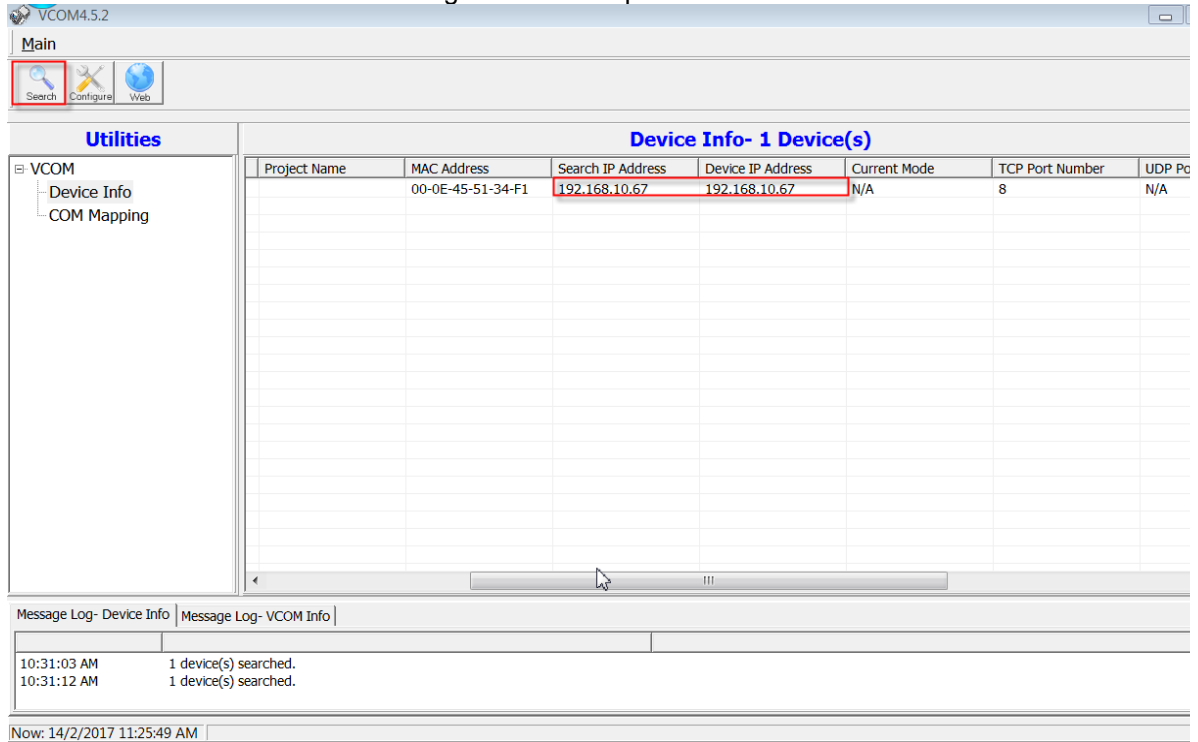 VCOM4.5.2
Main
Search Configure Web
Utilities
Device Info- 1 Device(s)
VCOM
Device Info
COM Mapping
Project Name MAC Address Search IP Address Device IP Address Current Mode TCP Port Number UDP Po
00-0E-45-51-34-F1 192.168.10.67 192.168.10.67 N/A 8 N/A
Message Log- Device Info Message Log- VCOM Info
10:31:03 AM 1 device(s) searched.
10:31:12 AM 1 device(s) searched.
Now: 14/2/2017 11:25:49 AM